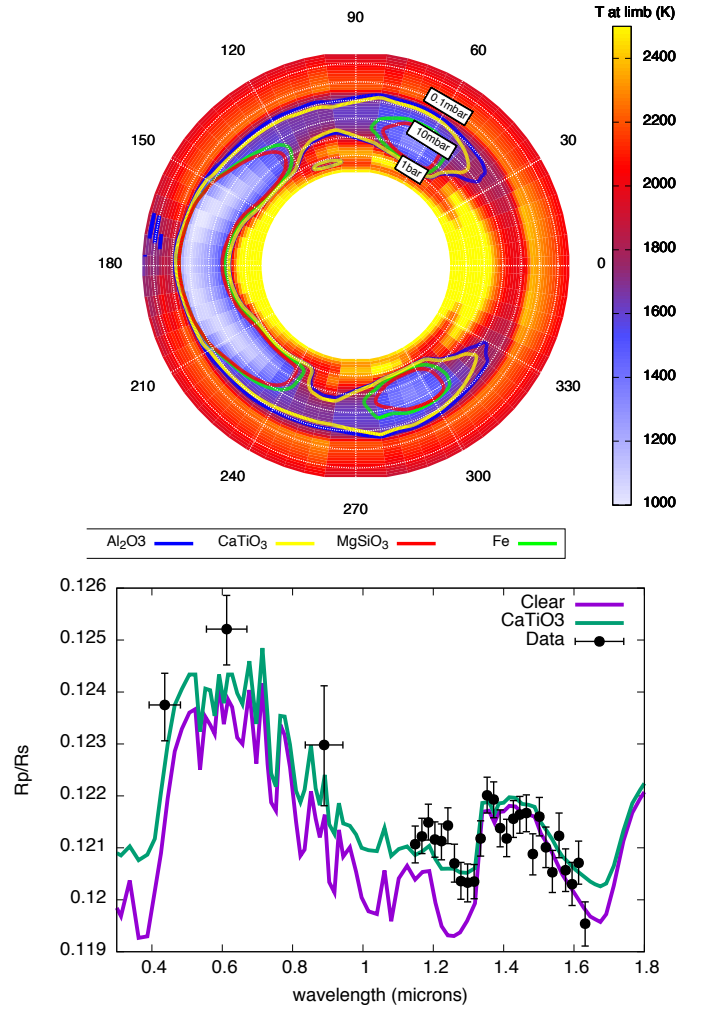 T at limb (K)
90
120
60
150
30
180
0
210
330
240
300
270
0.1mbar
10mbar
1bar
2400
2200
2000
1800
1600
1400
1200
1000
Al₂O3
CaTiO₃
MgSiO₃
Fe
0.126
0.125
0.124
0.123
0.122
0.121
0.12
0.119
Rp/Rs
Clear
CaTiO3
Data
0.4 0.6 0.8 1 1.2 1.4 1.6 1.8
wavelength (microns)